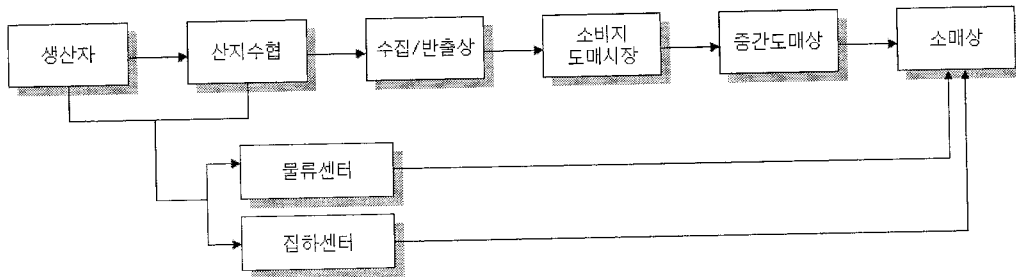 생산자
산지수협
수집/반출상
소비지
도매시장
중간도매상
소매상
물류센터
집하센터